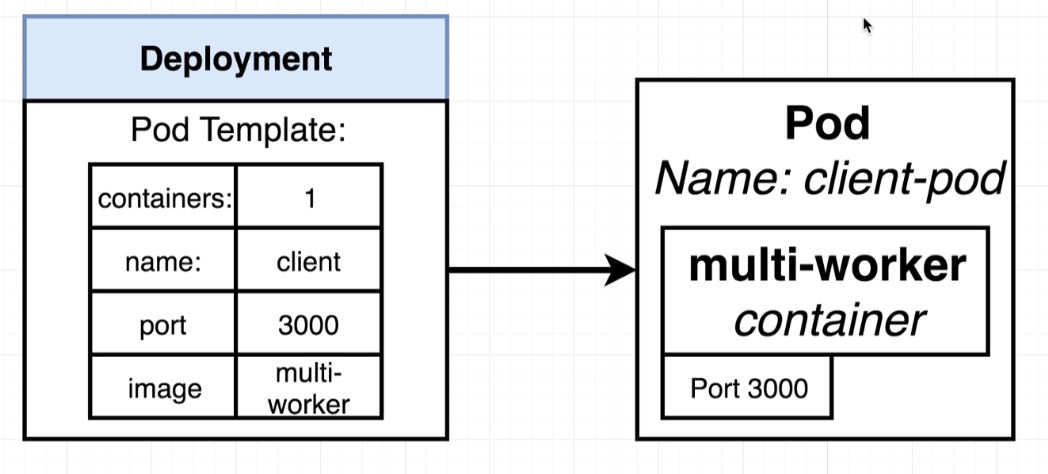 Deployment
Pod Template:
containers: 1
name: client
port 3000
image multi-
worker
Pod
Name: client-pod
multi-worker
container
Port 3000